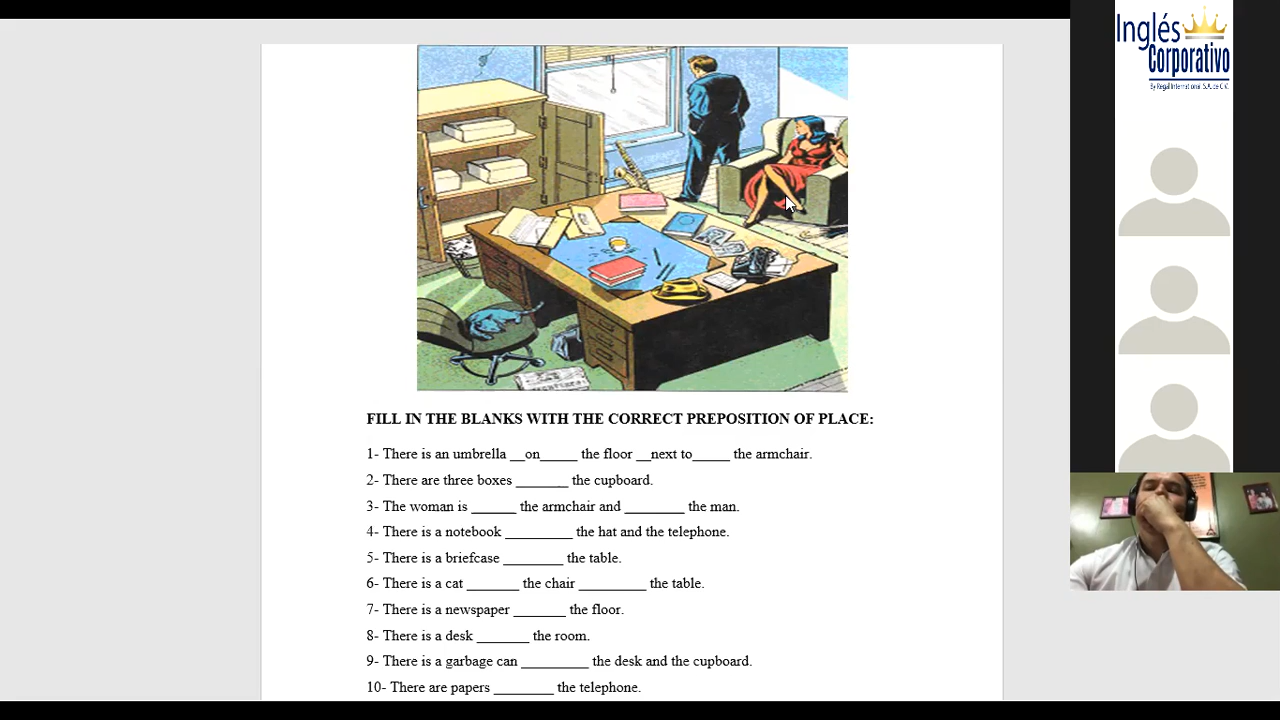 Inglés
Corporativo
By Regal International S.A. de C.V.
FILL IN THE BLANKS WITH THE CORRECT PREPOSITION OF PLACE:
1- There is an umbrella __on_____ the floor __next to_____ the armchair.
2- There are three boxes _______ the cupboard.
3- The woman is ______ the armchair and ________ the man.
4- There is a notebook _________ the hat and the telephone.
5- There is a briefcase ________ the table.
6- There is a cat _______ the chair _________ the table.
7- There is a newspaper _______ the floor.
8- There is a desk _______ the room.
9- There is a garbage can _________ the desk and the cupboard.
10- There are papers ________ the telephone.